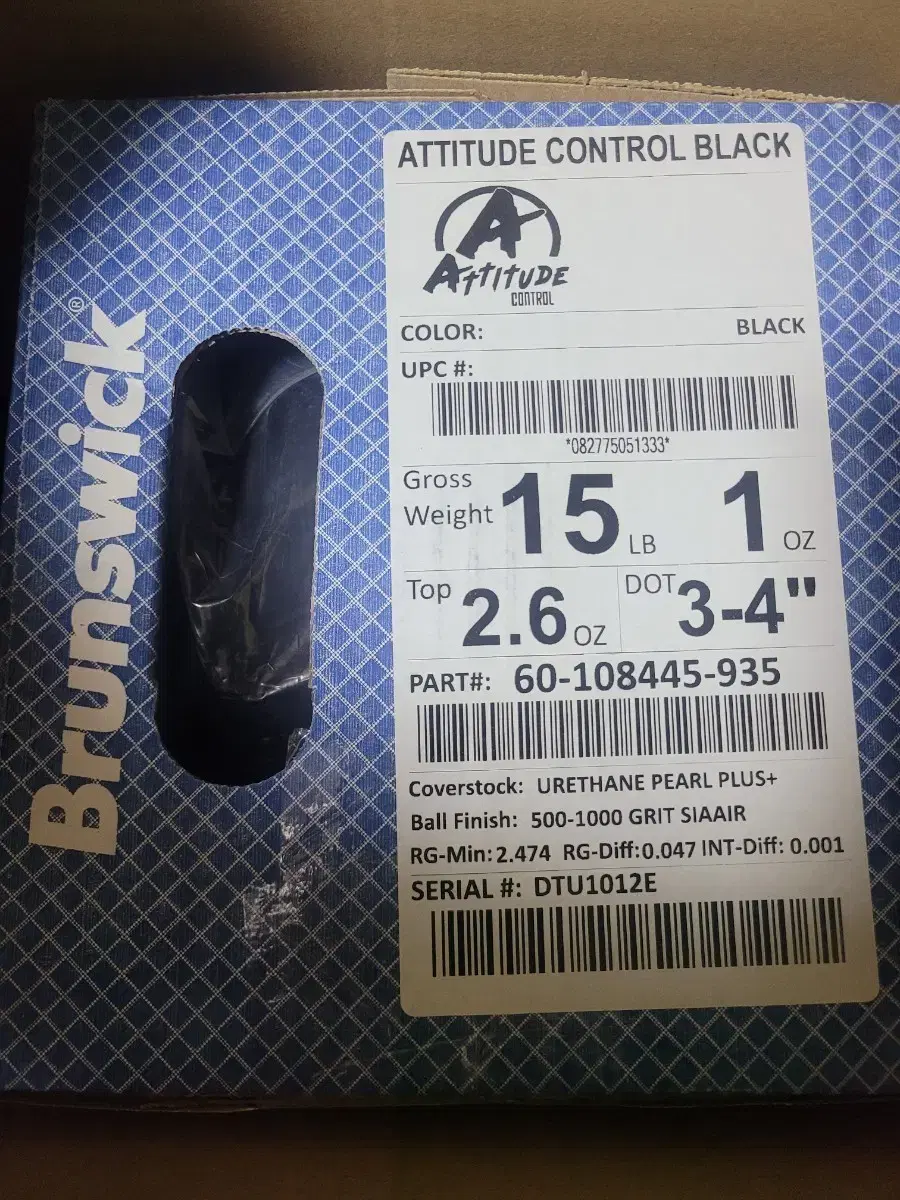 Brunswick®
ATTITUDE CONTROL BLACK
A
ATTITUDE
CONTROL
COLOR: BLACK
UPC #:
*082775051333*
Gross
Weight 15 LB 1 OZ
Top 2.6 OZ DOT 3-4"
PART#: 60-108445-935
Coverstock: URETHANE PEARL PLUS+
Ball Finish: 500-1000 GRIT SIAAIR
RG-Min: 2.474 RG-Diff:0.047 INT-Diff: 0.001
SERIAL #: DTU1012E